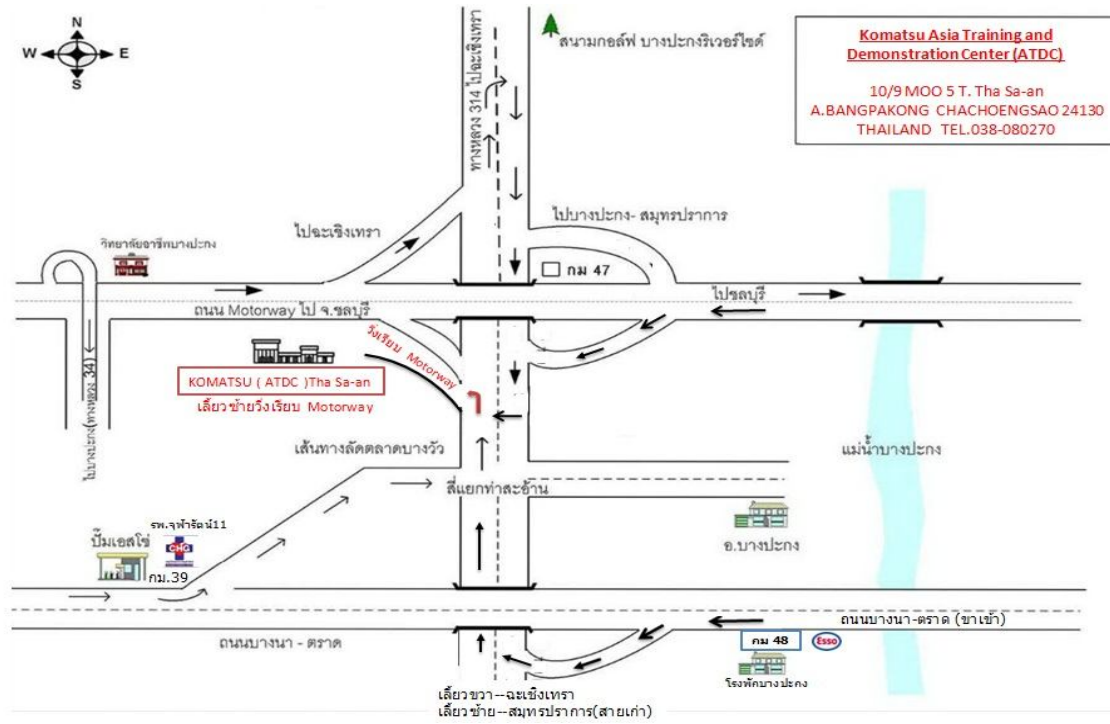 N
W
E
S
ทางหลวง 314 ไปฉะเชิงเทรา
สนามกอล์ฟ บางปะกงริเวอร์ไซด์
Komatsu Asia Training and
Demonstration Center (ATDC)
10/9 MOO 5 T. Tha Sa-an
A.BANGPAKONG CHACHOENGSAO 24130
THAILAND TEL.038-080270
ไปบางปะกง- สมุทรปราการ
ไปฉะเชิงเทรา
วิทยาลัยอาชีพบางปะกง
กม 47
ไปชลบุรี
ถนน Motorway ไป จ.ชลบุรี
วิ่งเรียบ Motorway
KOMATSU ( ATDC )Tha Sa-an
เลี้ยวซ้ายวิ่งเรียบ Motorway
ไปบางปะกง(ทางหลวง 34)
เส้นทางลัดตลาดบางวัว
แม่น้ำบางปะกง
สี่แยกท่าสะอ้าน
รพ.จุฬารัตน์11
CHG
ปั๊มเอสโซ่
กม.39
อ.บางปะกง
ถนนบางนา-ตราด (ขาเข้า)
ถนนบางนา - ตราด
กม 48
Esso
โรงพักบางปะกง
เลี้ยวขวา--ฉะเชิงเทรา
เลี้ยวซ้าย--สมุทรปราการ(สายเก่า)